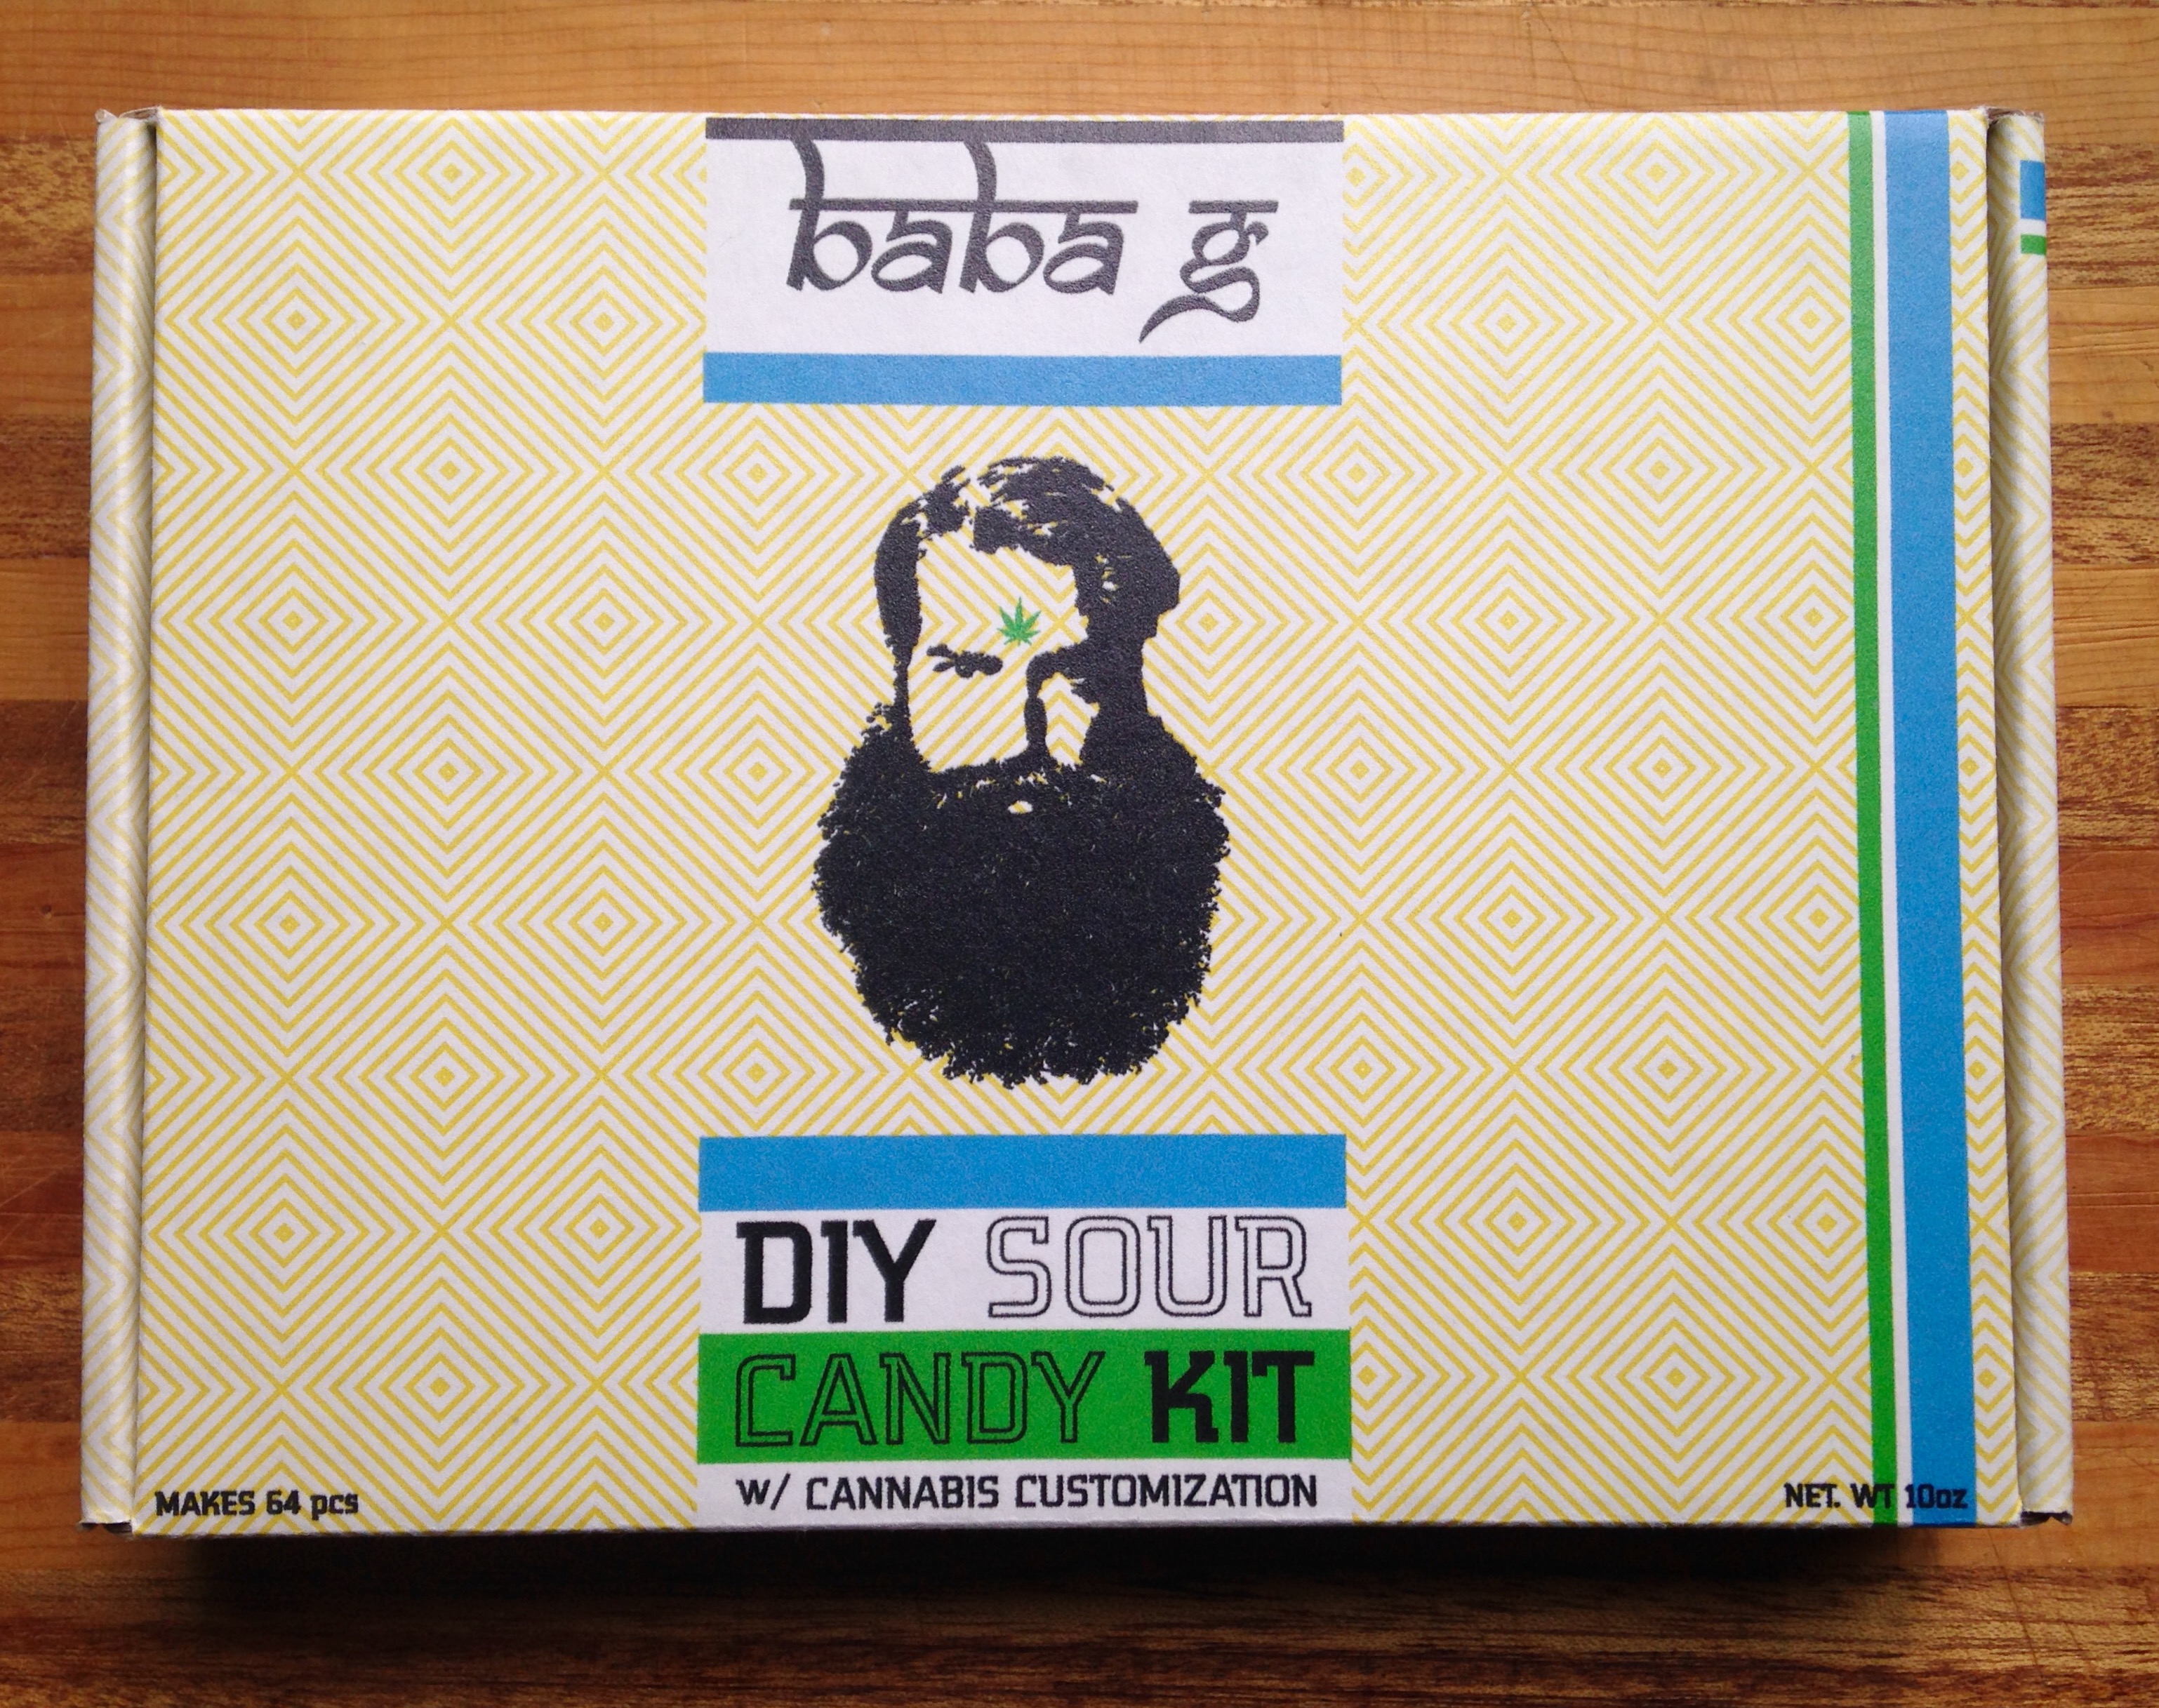 baba g
DIY SOUR
CANDY KIT
w/ CANNABIS CUSTOMIZATION
MAKES 64 pcs
NET. WT 10oz